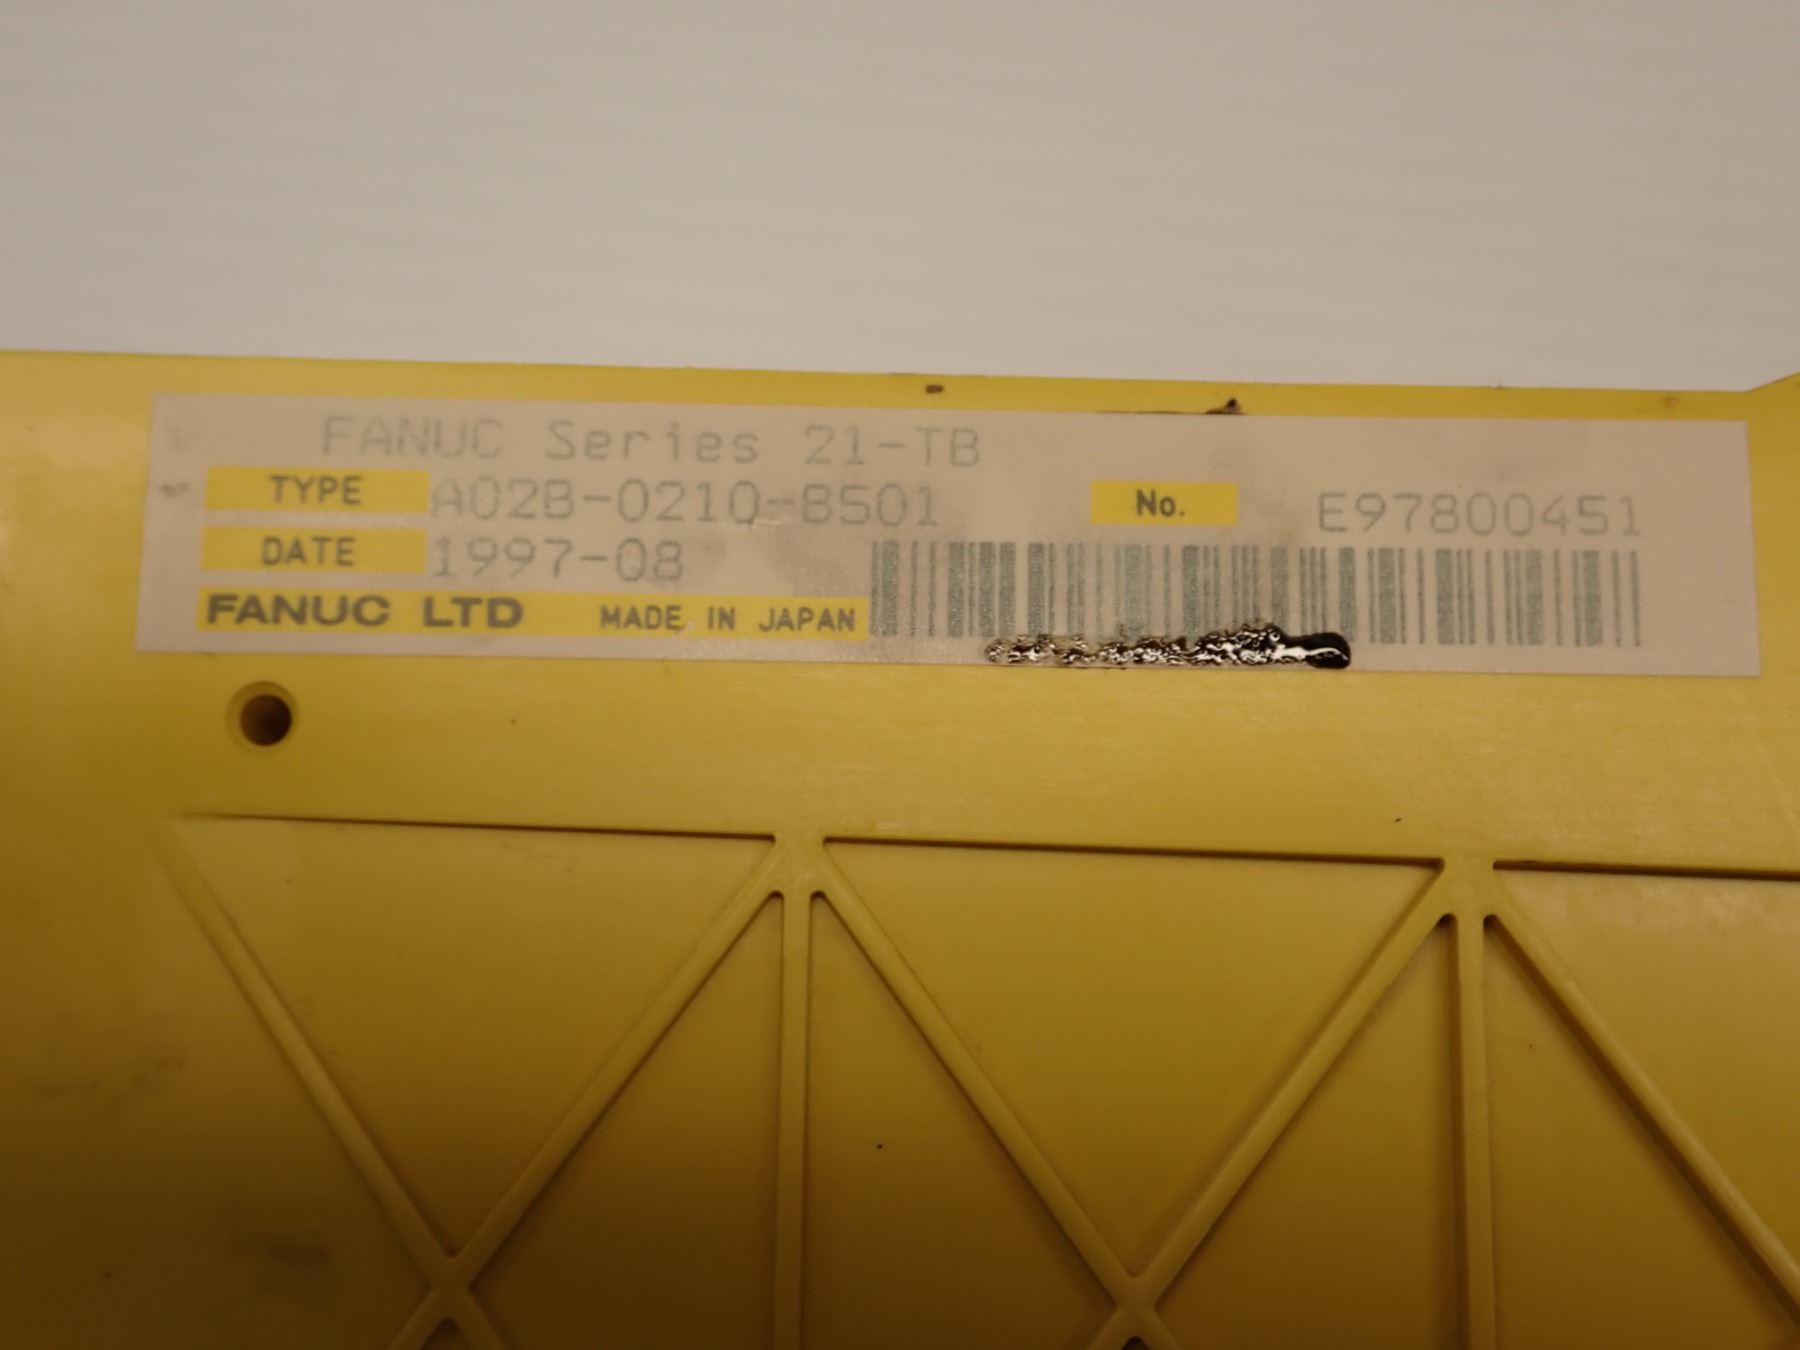 FANUC Series 21-TB
TYPE A02B-0210-B501 No. E97800451
DATE 1997-08
FANUC LTD MADE IN JAPAN